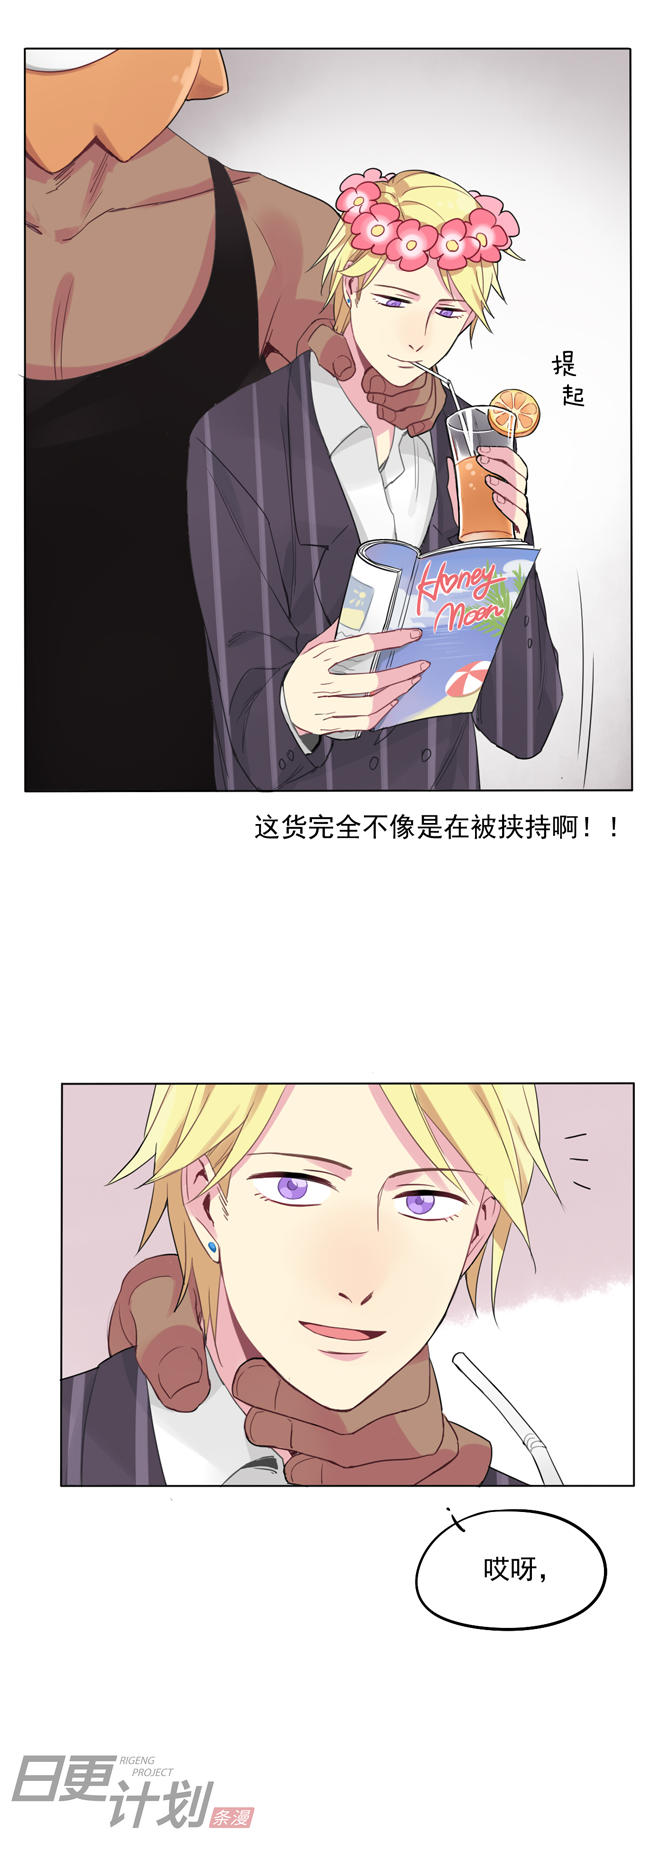 提
起
Honey
Moon
这货完全不像是在被挟持啊！！
哎呀，
日更
RIGENG
PROJECT
计划
条漫